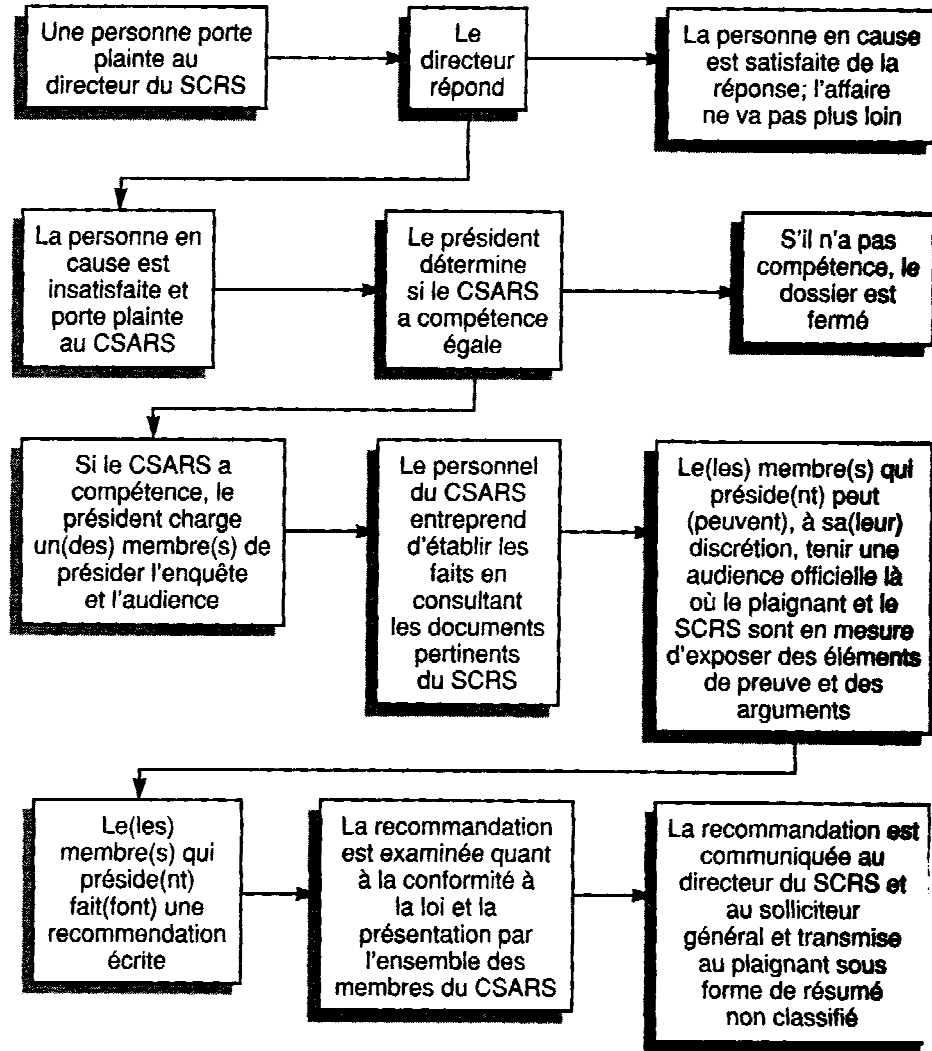 Une personne porte
plainte au
directeur du SCRS
Le
directeur
répond
La personne en cause
est satisfaite de la
réponse; l'affaire
ne va pas plus loin
La personne en
cause est
insatisfaite et
porte plainte
au CSARS
Le président
détermine
si le CSARS
a compétence
égale
S'il n'a pas
compétence, le
dossier est
fermé
Si le CSARS a
compétence, le
président charge
un(des) membre(s) de
présider l'enquête
et l'audience
Le personnel
du CSARS
entreprend
d'établir les
faits en
consultant
les documents
pertinents
du SCRS
Le(les) membre(s) qui
préside(nt) peut
(peuvent), à sa(leur)
discrétion, tenir une
audience officielle là
où le plaignant et le
SCRS sont en mesure
d'exposer des éléments
de preuve et des
arguments
Le(les)
membre(s) qui
préside(nt)
fait(font) une
recommendation
écrite
La recommandation
est examinée quant
à la conformité à
la loi et la
présentation par
l'ensemble des
membres du CSARS
La recommandation est
communiquée au
directeur du SCRS et
au solliciteur
général et transmise
au plaignant sous
forme de résumé
non classifié